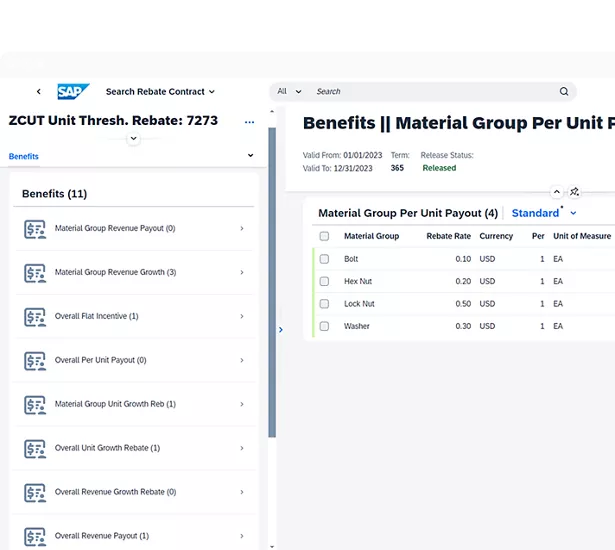 SAP Search Rebate Contract All Search
ZCUT Unit Thresh. Rebate: 7273 ...
Benefits
Benefits (11)
Material Group Revenue Payout (0)
Material Group Revenue Growth (3)
Overall Flat Incentive (1)
Overall Per Unit Payout (0)
Material Group Unit Growth Reb (1)
Overall Unit Growth Rebate (1)
Overall Revenue Growth Rebate (0)
Overall Revenue Payout (1)
Benefits || Material Group Per Unit P
Valid From: 01/01/2023 Term: Release Status:
Valid To: 12/31/2023 365 Released
Material Group Per Unit Payout (4) Standard *
Material Group Rebate Rate Currency Per Unit of Measure
Bolt 0.10 USD 1 EA
Hex Nut 0.20 USD 1 EA
Lock Nut 0.50 USD 1 EA
Washer 0.30 USD 1 EA